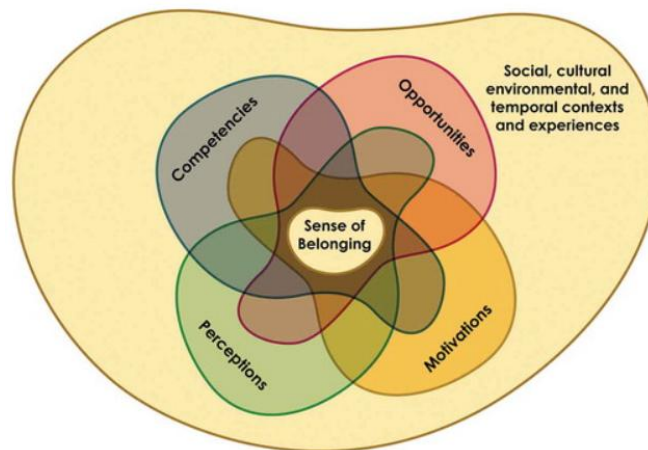 Social, cultural
environmental, and
temporal contexts
and experiences
Competencies
Opportunities
Sense of
Belonging
Perceptions
Motivations